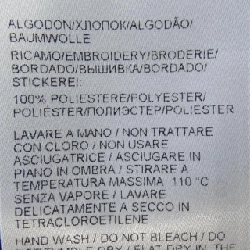 ALGODON/ХЛОПОК/ALGODÃO/
BAUMWOLLE
RICAMO/EMBROIDERY/BRODERIE/
BORDADO/ВЫШИВКА/BORDADO/
STICKEREI:
100% POLIESTERE/POLYESTER/
POLIÉSTER/ПОЛИЭСТЕР/POLIESTER
LAVARE A MANO / NON TRATTARE
CON CLORO / NON USARE
ASCIUGATRICE / ASCIUGARE IN
PIANO IN OMBRA / STIRARE A
TEMPERATURA MASSIMA 110 °C
SENZA VAPORE / LAVARE
DELICATAMENTE A SECCO IN
TETRACLOROETILENE
HAND WASH / DO NOT BLEACH / DO